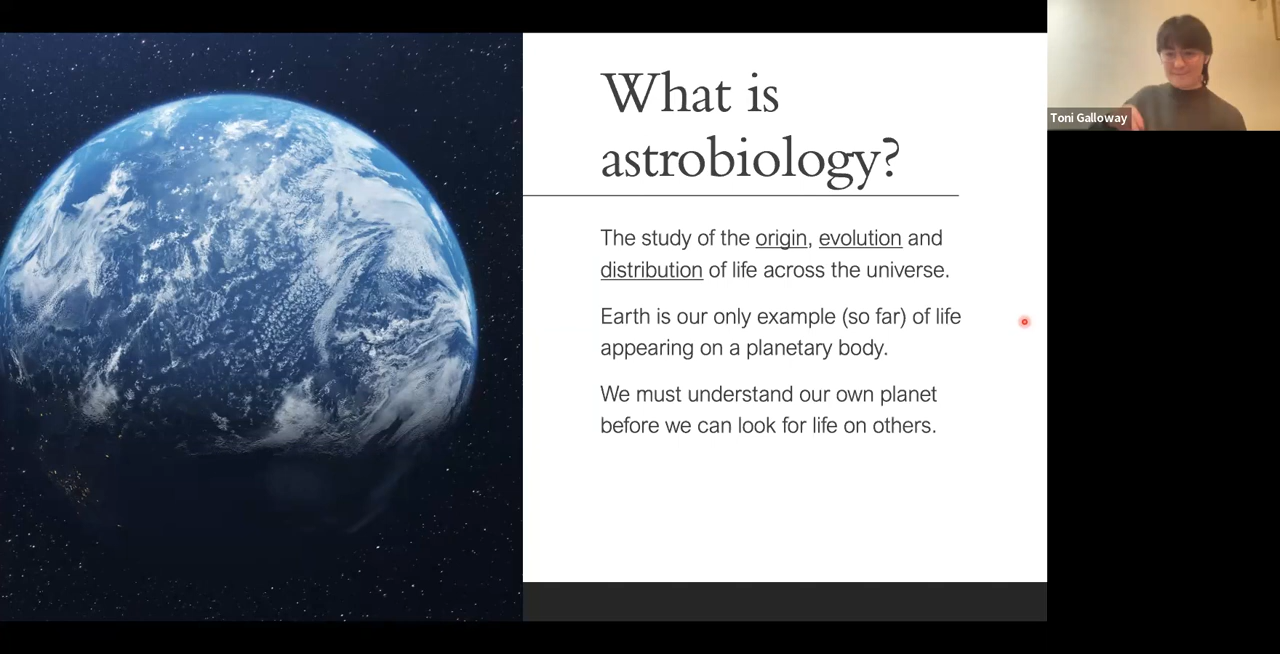 What is
astrobiology?
The study of the origin, evolution and
distribution of life across the universe.
Earth is our only example (so far) of life
appearing on a planetary body.
We must understand our own planet
before we can look for life on others.
Toni Galloway